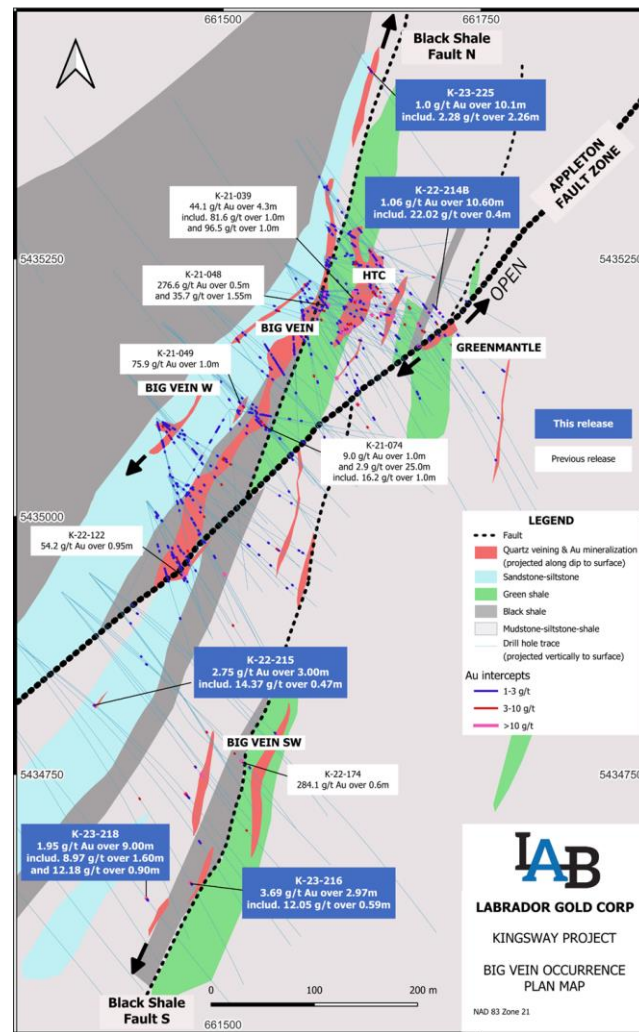 661500
661750
Black Shale
Fault N
K-23-225
1.0 g/t Au over 10.1m
includ. 2.28 g/t over 2.26m
APPLETON
FAULT ZONE
K-21-039
44.1 g/t Au over 4.3m
includ. 81.6 g/t over 1.0m
and 96.5 g/t over 1.0m
K-22-214B
1.06 g/t Au over 10.60m
includ. 22.02 g/t over 0.4m
5435250
5435250
HTC
OPEN
K-21-048
276.6 g/t Au over 0.5m
and 35.7 g/t over 1.55m
BIG VEIN
GREENMANTLE
K-21-049
75.9 g/t Au over 1.0m
BIG VEIN W
This release
Previous release
K-21-074
9.0 g/t Au over 1.0m
and 2.9 g/t over 25.0m
includ. 16.2 g/t over 1.0m
5435000
5435000
K-22-122
54.2 g/t Au over 0.95m
LEGEND
Fault
Quartz veining & Au mineralization
(projected along dip to surface)
Sandstone-siltstone
Green shale
Black shale
Mudstone-siltstone-shale
Drill hole trace
(projected vertically to surface)
Au intercepts
1-3 g/t
3-10 g/t
>10 g/t
K-22-215
2.75 g/t Au over 3.00m
includ. 14.37 g/t over 0.47m
BIG VEIN SW
K-22-174
284.1 g/t Au over 0.6m
5434750
5434750
K-23-218
1.95 g/t Au over 9.00m
includ. 8.97 g/t over 1.60m
and 12.18 g/t over 0.90m
K-23-216
3.69 g/t Au over 2.97m
includ. 12.05 g/t over 0.59m
LAB
LABRADOR GOLD CORP
KINGSWAY PROJECT
BIG VEIN OCCURRENCE
PLAN MAP
NAD 83 Zone 21
Black Shale
Fault S
0
100
200 m
661500